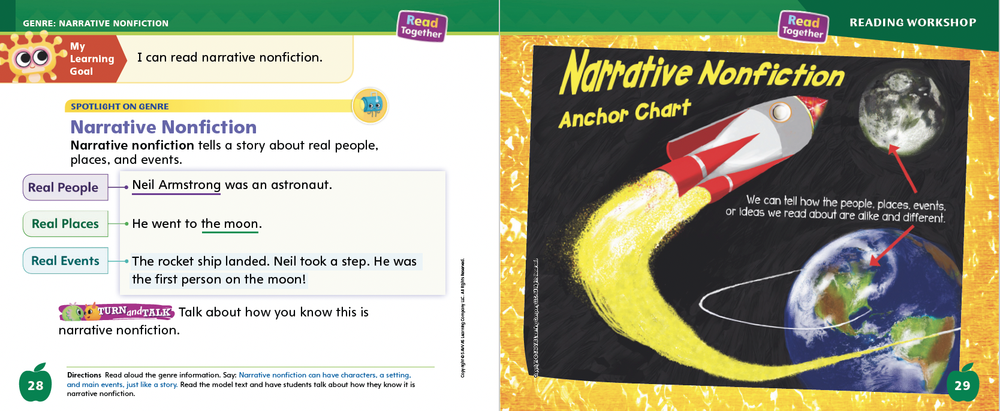 GENRE: NARRATIVE NONFICTION
Read
Together
My
Learning
Goal
I can read narrative nonfiction.
SPOTLIGHT ON GENRE
Narrative Nonfiction
Narrative nonfiction tells a story about real people,
places, and events.
Real People
Neil Armstrong was an astronaut.
Real Places
He went to the moon.
Real Events
The rocket ship landed. Neil took a step. He was
the first person on the moon!
TURN and TALK Talk about how you know this is
narrative nonfiction.
Copyright © SAVVAS Learning Company LLC. All Rights Reserved.
28
Directions Read aloud the genre information. Say: Narrative nonfiction can have characters, a setting,
and main events, just like a story. Read the model text and have students talk about how they know it is
narrative nonfiction.
Read
Together
READING WORKSHOP
Narrative Nonfiction
Anchor Chart
We can tell how the people, places, events,
or ideas we read about are alike and different.
Copyright © SAVVAS Learning Company LLC. All Rights Reserved.
29